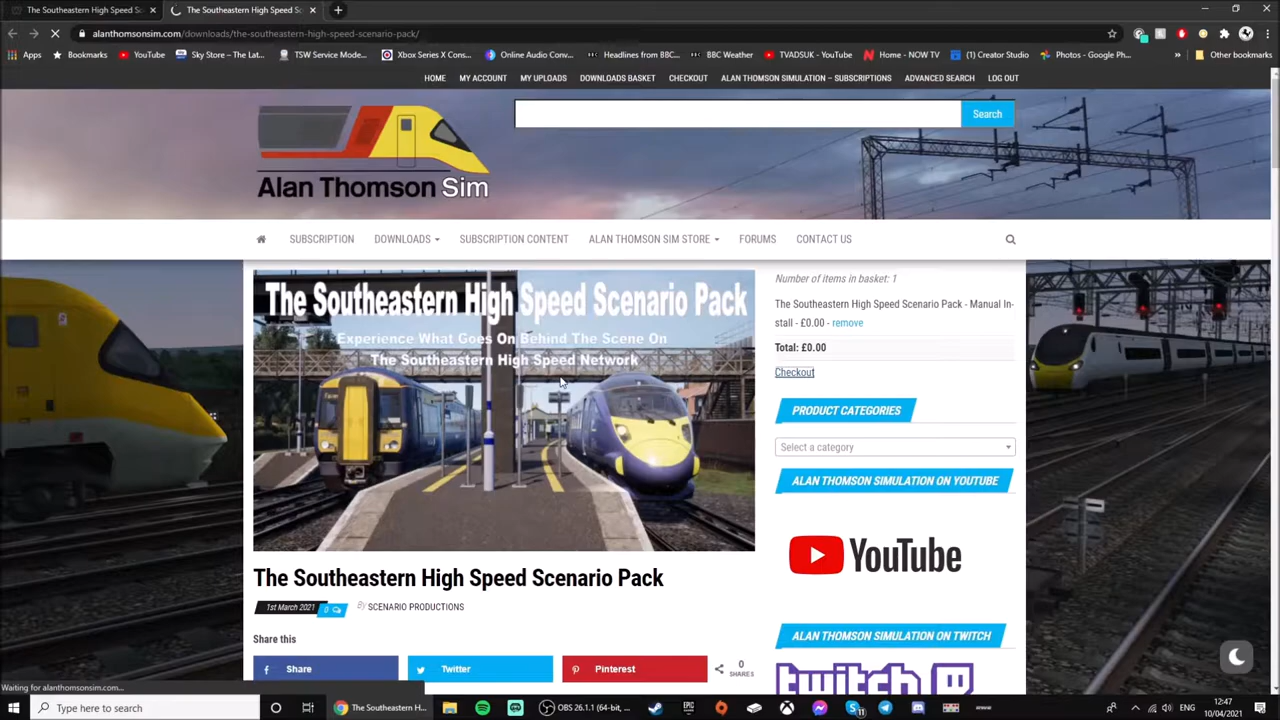 The Southeastern High Speed S
The Southeastern High Speed Sc
alanthomsonsim.com/downloads/the-southeastern-high-speed-scenario-pack/
Apps
Bookmarks
YouTube
Sky Store – The Lat...
TSW Service Mode...
Xbox Series X Cons...
Online Audio Conv...
Headlines from BBC...
BBC Weather
TVADSUK - YouTube
Home - NOW TV
(1) Creator Studio
Photos - Google Ph...
»
Other bookmarks
HOME MY ACCOUNT MY UPLOADS DOWNLOADS BASKET CHECKOUT ALAN THOMSON SIMULATION – SUBSCRIPTIONS ADVANCED SEARCH LOG OUT
Search
Alan Thomson Sim
SUBSCRIPTION DOWNLOADS SUBSCRIPTION CONTENT ALAN THOMSON SIM STORE FORUMS CONTACT US
The Southeastern High Speed Scenario Pack
Experience What Goes On Behind The Scene On
The Southeastern High Speed Network
The Southeastern High Speed Scenario Pack
1st March 2021
0
By SCENARIO PRODUCTIONS
Share this
Share
Twitter
Pinterest
0
SHARES
Number of items in basket: 1
The Southeastern High Speed Scenario Pack - Manual In-
stall - £0.00 - remove
Total: £0.00
Checkout
PRODUCT CATEGORIES
Select a category
ALAN THOMSON SIMULATION ON YOUTUBE
YouTube
ALAN THOMSON SIMULATION ON TWITCH
twitch
Waiting for alanthomsonsim.com...
Type here to search
The Southeastern H...
OBS 26.1.1 (64-bit, ...
EPIC
11
ENG
12:47
10/04/2021